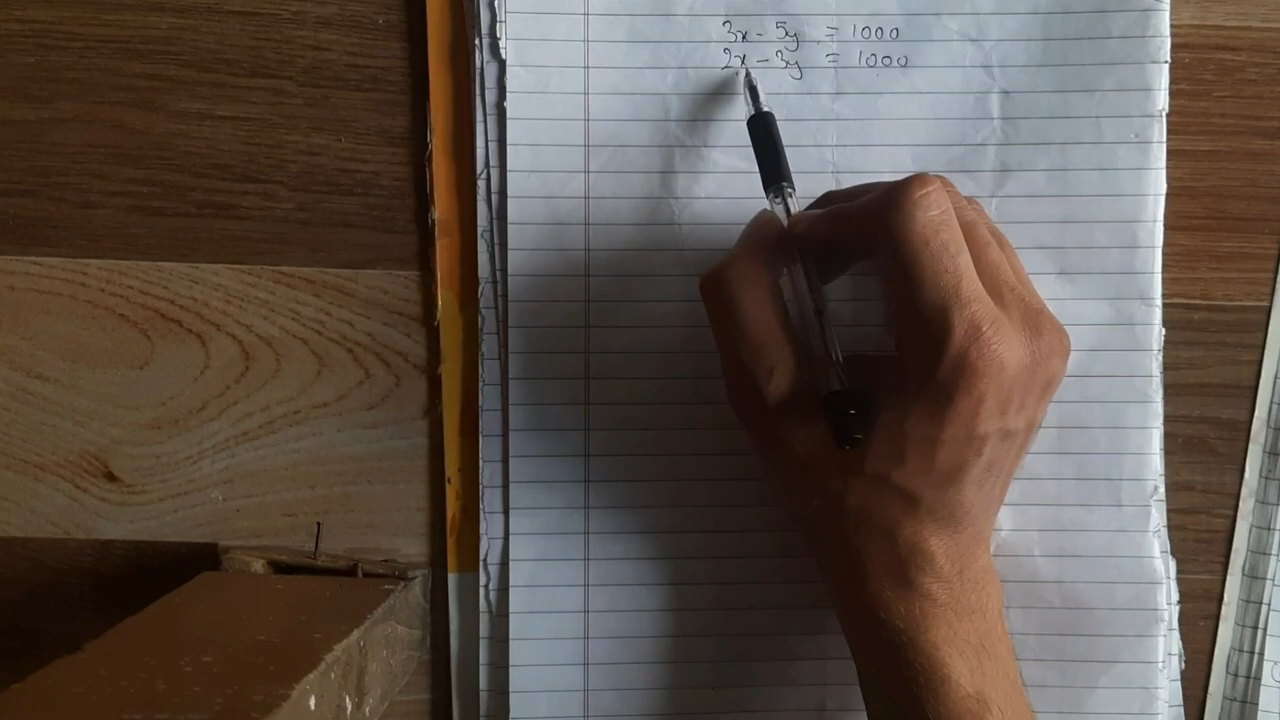 3x - 5y = 1000
2x - 3y = 1000